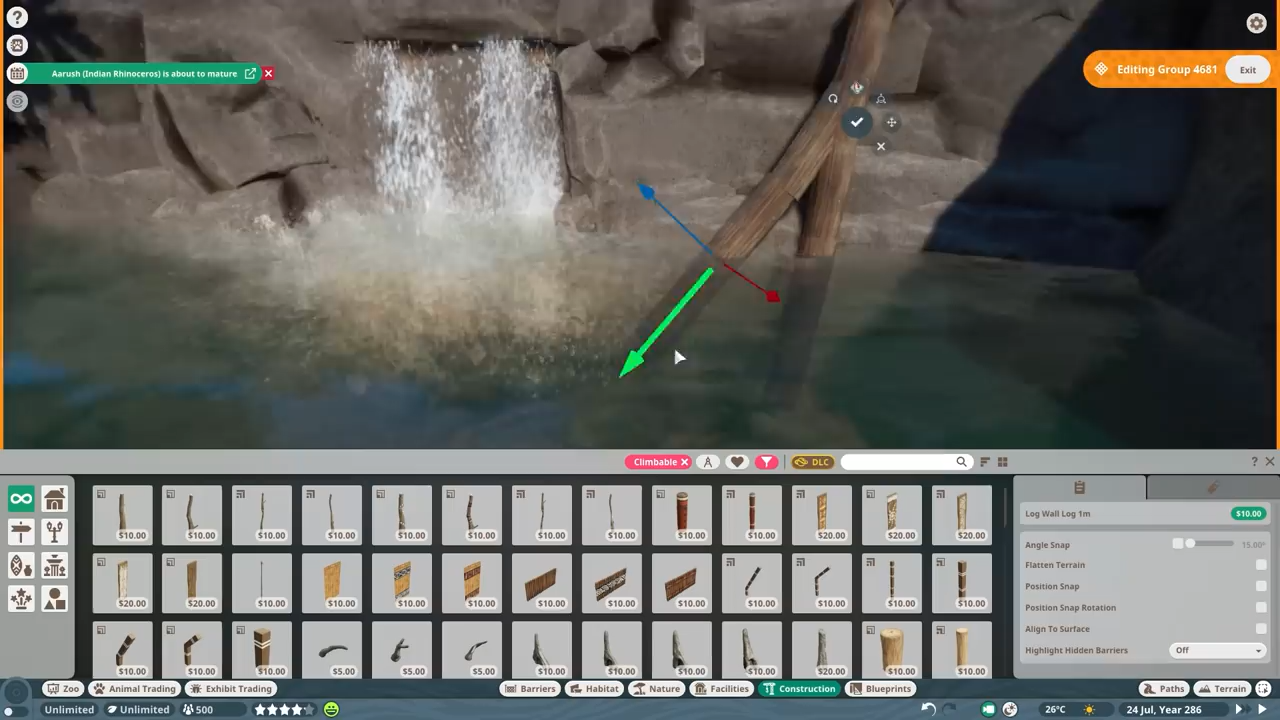 ?
Aarush (Indian Rhinoceros) is about to mature
Editing Group 4681
Exit
Climbable
DLC
?
$10.00 $10.00 $10.00 $10.00 $10.00 $10.00 $10.00 $10.00 $10.00 $10.00 $20.00 $20.00 $20.00
$20.00 $20.00 $10.00 $10.00 $10.00 $10.00 $10.00 $10.00 $10.00 $10.00 $10.00 $10.00 $10.00
$10.00 $10.00 $10.00 $5.00 $5.00 $5.00 $10.00 $10.00 $10.00 $10.00 $20.00 $10.00 $10.00
Log Wall Log 1m
$10.00
Angle Snap
15.00°
Flatten Terrain
Position Snap
Position Snap Rotation
Align To Surface
Highlight Hidden Barriers
Off
Zoo
Animal Trading
Exhibit Trading
Barriers
Habitat
Nature
Facilities
Construction
Blueprints
Paths
Terrain
Unlimited
Unlimited
500
26°C
24 Jul, Year 286